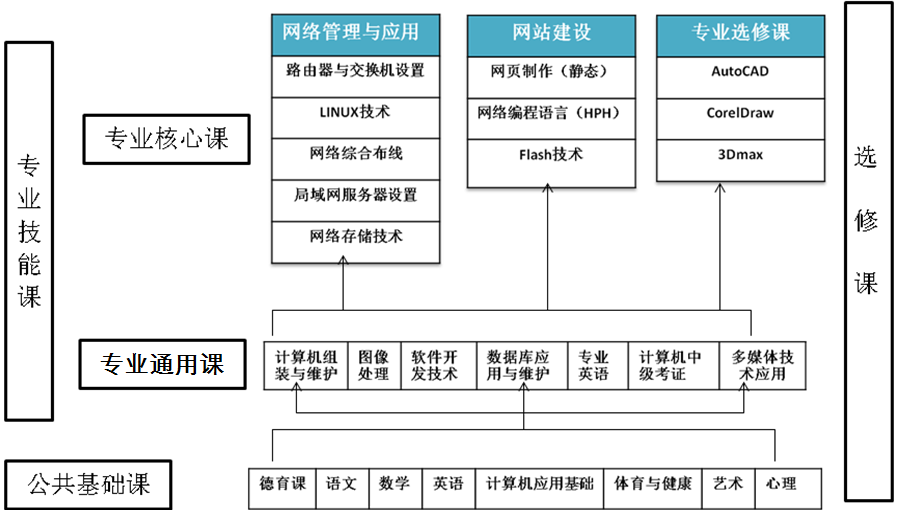 网络管理与应用
路由器与交换机设置
LINUX技术
网络综合布线
局域网服务器设置
网络存储技术
网站建设
网页制作（静态）
网络编程语言（HPH）
Flash技术
专业选修课
AutoCAD
CorelDraw
3Dmax
专业技能课
专业核心课
选修课
专业通用课
计算机组
装与维护
图像
处理
软件开
发技术
数据库应
用与维护
专业
英语
计算机中
级考证
多媒体技
术应用
公共基础课
德育课
语文
数学
英语
计算机应用基础
体育与健康
艺术
心理